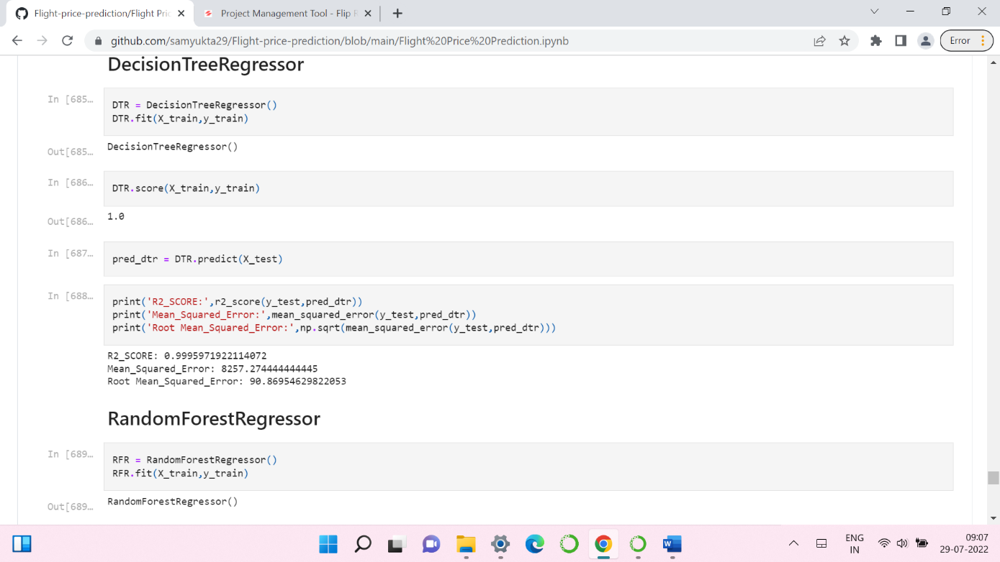 Flight-price-prediction/Flight Pric
Project Management Tool - Flip R
github.com/samyukta29/Flight-price-prediction/blob/main/Flight%20Price%20Prediction.ipynb
Error
DecisionTreeRegressor
In [685…
DTR = DecisionTreeRegressor()
DTR.fit(X_train,y_train)
Out[685…
DecisionTreeRegressor()
In [686…
DTR.score(X_train,y_train)
Out[686…
1.0
In [687…
pred_dtr = DTR.predict(X_test)
In [688…
print('R2_SCORE:',r2_score(y_test,pred_dtr))
print('Mean_Squared_Error:',mean_squared_error(y_test,pred_dtr))
print('Root Mean_Squared_Error:',np.sqrt(mean_squared_error(y_test,pred_dtr)))
R2_SCORE: 0.9995971922114072
Mean_Squared_Error: 8257.274444444445
Root Mean_Squared_Error: 90.86954629822053
RandomForestRegressor
In [689…
RFR = RandomForestRegressor()
RFR.fit(X_train,y_train)
Out[689…
RandomForestRegressor()
ENG
IN
09:07
29-07-2022